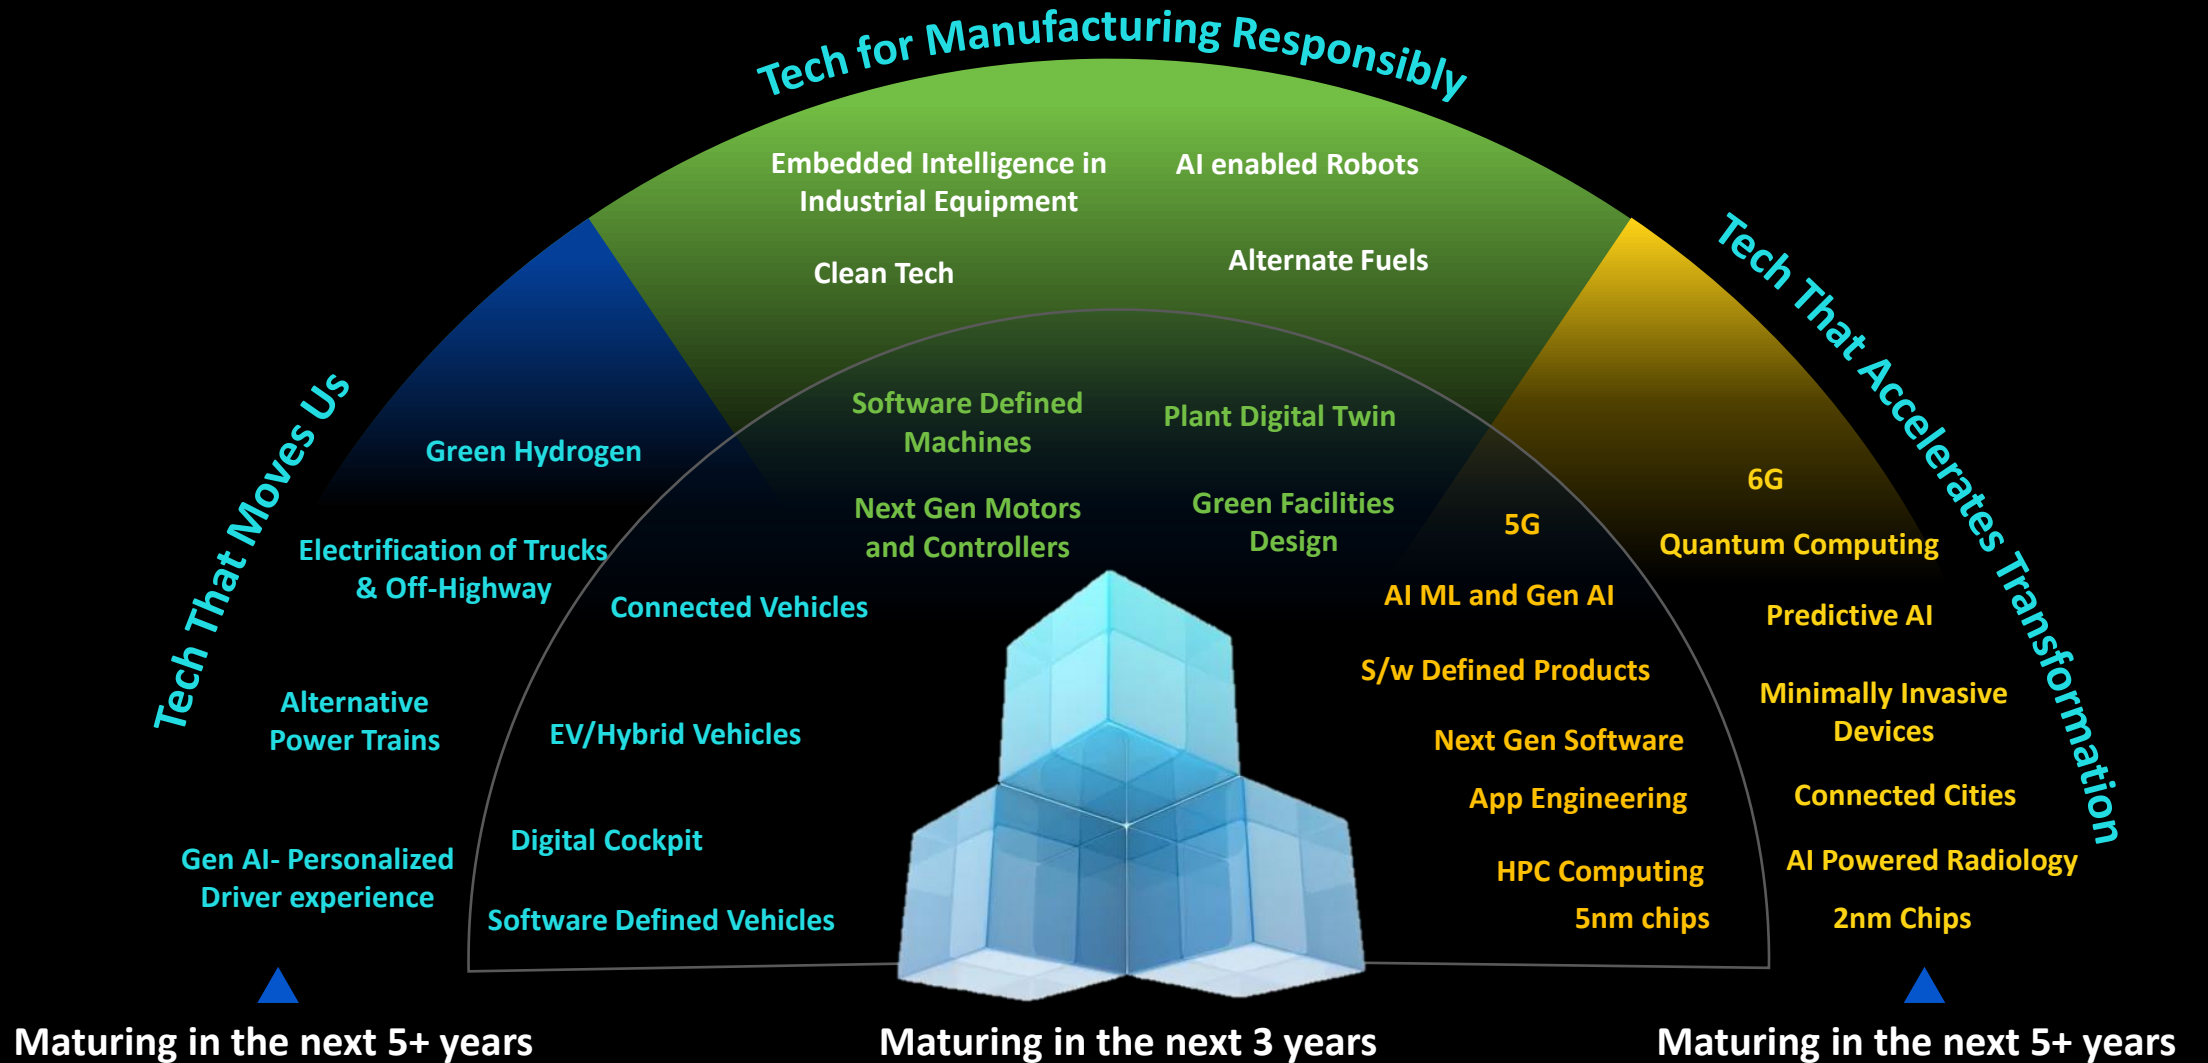 Tech for Manufacturing Responsibly
Embedded Intelligence in
Industrial Equipment
AI enabled Robots
Clean Tech
Alternate Fuels
Software Defined
Machines
Plant Digital Twin
Next Gen Motors
and Controllers
Green Facilities
Design
Tech That Moves Us
Green Hydrogen
Electrification of Trucks
& Off-Highway
Alternative
Power Trains
Gen AI- Personalized
Driver experience
Connected Vehicles
EV/Hybrid Vehicles
Digital Cockpit
Software Defined Vehicles
Tech That Accelerates Transformation
5G
AI ML and Gen AI
S/w Defined Products
Next Gen Software
App Engineering
HPC Computing
5nm chips
6G
Quantum Computing
Predictive AI
Minimally Invasive
Devices
Connected Cities
AI Powered Radiology
2nm Chips
Maturing in the next 5+ years
Maturing in the next 3 years
Maturing in the next 5+ years